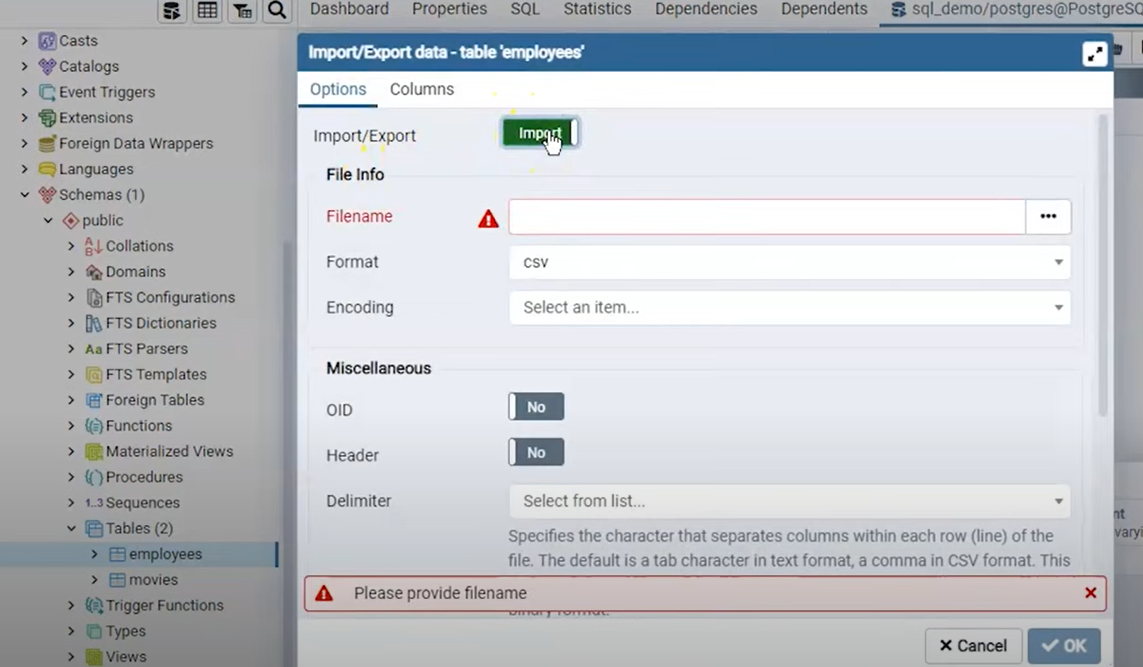 Dashboard Properties SQL Statistics Dependencies Dependents sql_demo/postgres@PostgreSQ
Casts
Catalogs
Event Triggers
Extensions
Foreign Data Wrappers
Languages
Schemas (1)
public
Collations
Domains
FTS Configurations
FTS Dictionaries
Aa FTS Parsers
FTS Templates
Foreign Tables
Functions
Materialized Views
Procedures
1..3 Sequences
Tables (2)
employees
movies
Trigger Functions
Types
Views
Import/Export data - table 'employees'
Options Columns
Import/Export Import
File Info
Filename
Format csv
Encoding Select an item...
Miscellaneous
OID No
Header No
Delimiter Select from list...
Specifies the character that separates columns within each row (line) of the
file. The default is a tab character in text format, a comma in CSV format. This
Please provide filename
binary format.
Cancel OK